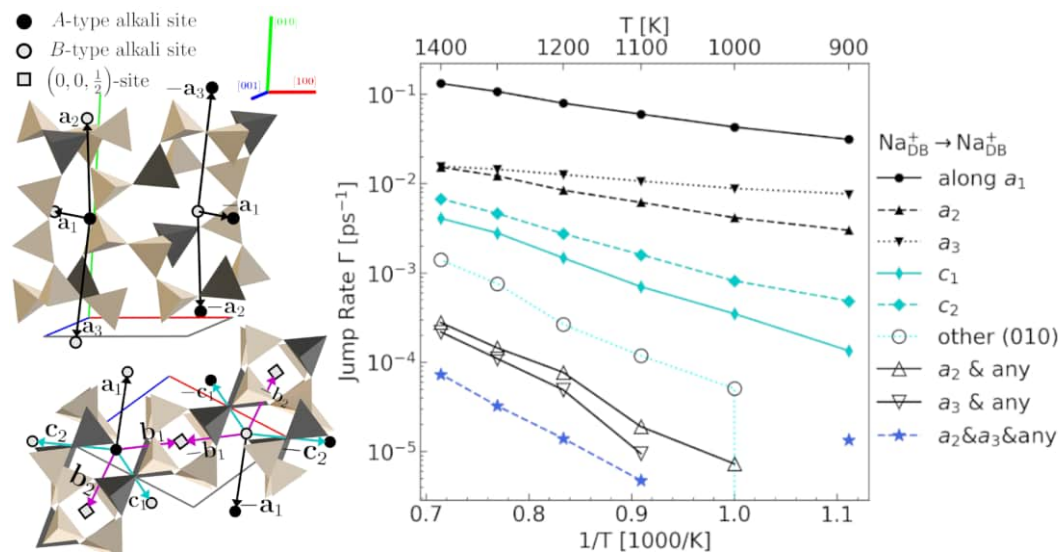 A-type alkali site
B-type alkali site
(0, 0, 1/2)-site
[010]
[001]
[100]
a₂
−a₃
a₁
−a₁
a₃
−a₂
a₁
−c₁
−b₂
c₂
b₁
−b₁
−c₂
b₂
c₁
−a₁
T [K]
1400 1200 1100 1000 900
Jump Rate Γ [ps⁻¹]
10⁻¹
10⁻²
10⁻³
10⁻⁴
10⁻⁵
0.7 0.8 0.9 1.0 1.1
1/T [1000/K]
Na⁺DB → Na⁺DB
along a₁
a₂
a₃
c₁
c₂
other (010)
a₂ & any
a₃ & any
a₂&a₃&any